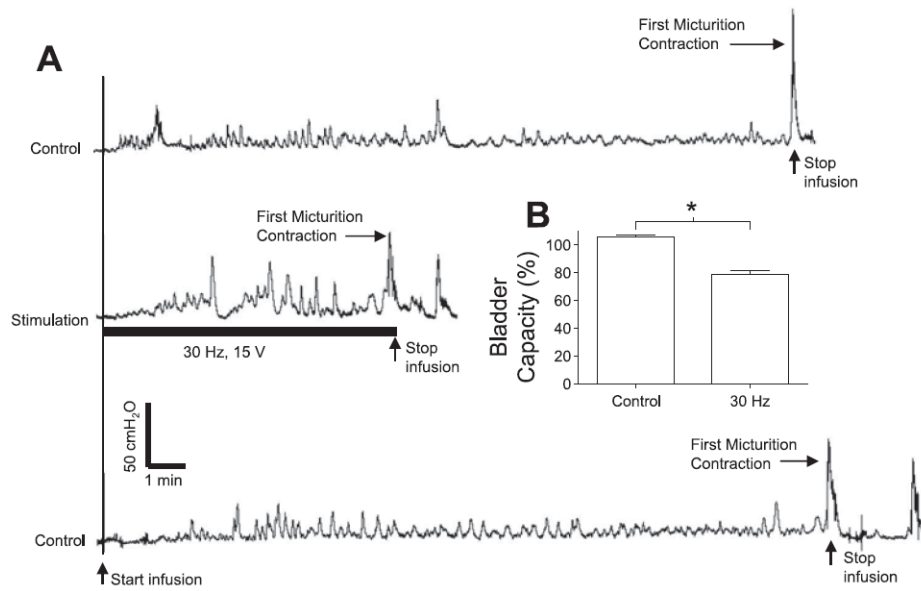 A
First Micturition
Contraction
Control
Stop
infusion
First Micturition
Contraction
Stimulation
30 Hz, 15 V
Stop
infusion
B
*
Bladder
Capacity (%)
100
80
60
40
20
0
Control
30 Hz
50 cmH₂O
1 min
First Micturition
Contraction
Control
Start infusion
Stop
infusion